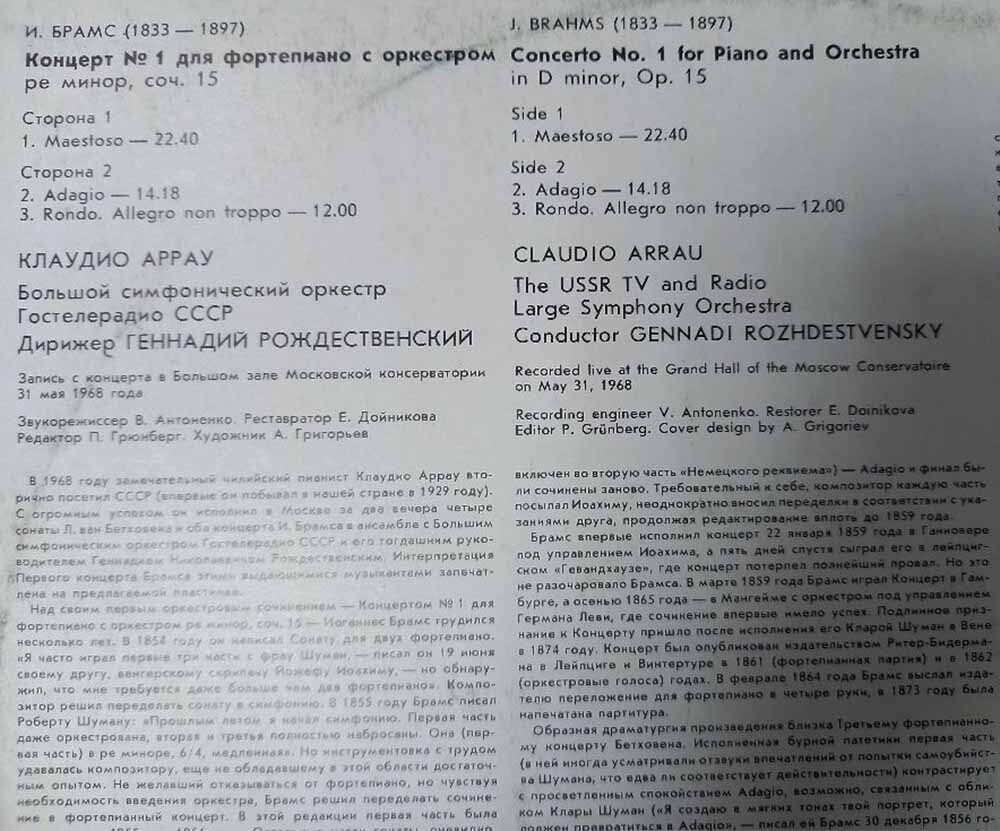 И. БРАМС (1833 — 1897)
Концерт № 1 для фортепиано с оркестром
ре минор, соч. 15
Сторона 1
1. Maestoso — 22.40
Сторона 2
2. Adagio — 14.18
3. Rondo. Allegro non troppo — 12.00
КЛАУДИО АРРАУ
Большой симфонический оркестр
Гостелерадио СССР
Дирижер ГЕННАДИЙ РОЖДЕСТВЕНСКИЙ
Запись с концерта в Большом зале Московской консерватории
31 мая 1968 года
Звукорежиссер В. Антоненко. Реставратор Е. Дойникова
Редактор П. Грюнберг. Художник А. Григорьев
J. BRAHMS (1833 — 1897)
Concerto No. 1 for Piano and Orchestra
in D minor, Op. 15
Side 1
1. Maestoso — 22.40
Side 2
2. Adagio — 14.18
3. Rondo. Allegro non troppo — 12.00
CLAUDIO ARRAU
The USSR TV and Radio
Large Symphony Orchestra
Conductor GENNADI ROZHDESTVENSKY
Recorded live at the Grand Hall of the Moscow Conservatoire
on May 31, 1968
Recording engineer V. Antonenko. Restorer E. Doinikova
Editor P. Grünberg. Cover design by A. Grigoriev
В 1968 году замечательный чилийский пианист Клаудио Аррау вто-
рично посетил СССР (впервые он побывал в нашей стране в 1929 году).
С огромным успехом он исполнил в Москве за два вечера четыре
сонаты Л. ван Бетховена и оба концерта И. Брамса в ансамбле с Большим
симфоническим оркестром Гостелерадио СССР и его тогдашним руко-
водителем Геннадием Николаевичем Рождественским. Интерпретация
Первого концерта Брамса этими выдающимися музыкантами запечат-
лена на предлагаемой пластинке.
Над своим первым оркестровым сочинением — Концертом № 1 для
фортепиано с оркестром ре минор, соч. 15 — Иоганнес Брамс трудился
несколько лет. В 1854 году он написал Сонату для двух фортепиано.
«Я часто играл первые три части с фрау Шуман, — писал он 19 июня
своему другу, венгерскому скрипачу Йожефу Иоахиму, — но обнару-
жил, что мне требуется даже больше чем два фортепиано». Компо-
зитор решил переделать сонату в симфонию. В 1855 году Брамс писал
Роберту Шуману: «Прошлым летом я начал симфонию. Первая часть
даже оркестрована, вторая и третья полностью набросаны. Она (пер-
вая часть) в ре миноре, 6/4, медленная». Но инструментовка с трудом
удавалась композитору, еще не обладавшему в этой области достаточ-
ным опытом. Не желавший отказываться от фортепиано, но чувствуя
необходимость введения оркестра, Брамс решил переделать сочине-
ние в фортепианный концерт. В этой редакции первая часть была
включен во вторую часть «Немецкого реквиема») — Adagio и финал бы-
ли сочинены заново. Требовательный к себе, композитор каждую часть
посылал Иоахиму, неоднократно вносил переделки в соответствии с ука-
заниями друга, продолжая редактирование вплоть до 1859 года.
Брамс впервые исполнил концерт 22 января 1859 года в Ганновере
под управлением Иоахима, а пять дней спустя сыграл его в лейпциг-
ском «Гевандхаузе», где концерт потерпел полнейший провал. Но это
не разочаровало Брамса. В марте 1859 года Брамс играл Концерт в Гам-
бурге, а осенью 1865 года — в Мангейме с оркестром под управлением
Германа Леви, где сочинение впервые имело успех. Подлинное приз-
нание к Концерту пришло после исполнения его Кларой Шуман в Вене
в 1874 году. Концерт был опубликован издательством Ритер-Бидерма-
на в Лейпциге и Винтертуре в 1861 (фортепианная партия) и в 1862
(оркестровые голоса) годах. В феврале 1864 года Брамс выслал изда-
телю переложение для фортепиано в четыре руки, в 1873 году была
напечатана партитура.
Образная драматургия произведения близка Третьему фортепианно-
му концерту Бетховена. Исполненная бурной патетики первая часть
(в ней иногда усматривали отзвуки впечатлений от попытки самоубийст-
ва Шумана, что едва ли соответствует действительности) контрастирует
с просветленным спокойствием Adagio, возможно, связанным с обли-
ком Клары Шуман («Я создаю в мягких тонах твой портрет, который
должен превратиться в Adagio», — писал ей Брамс 30 декабря 1856 го-